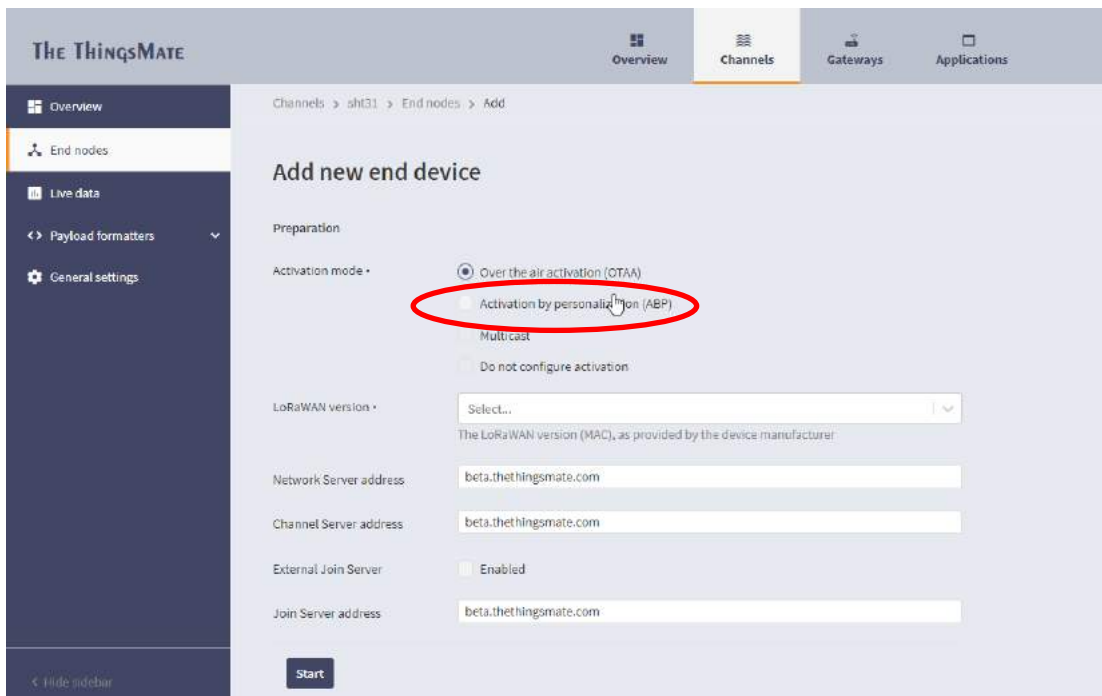 THE THINGSMATE
Overview
Channels
Gateways
Applications
Overview
End nodes
Live data
Payload formatters
General settings
< Hide sidebar
Channels > sht31 > End nodes > Add
Add new end device
Preparation
Activation mode •
Over the air activation (OTAA)
Activation by personalization (ABP)
Multicast
Do not configure activation
LoRaWAN version •
Select...
The LoRaWAN version (MAC), as provided by the device manufacturer
Network Server address
beta.thethingsmate.com
Channel Server address
beta.thethingsmate.com
External Join Server
Enabled
Join Server address
beta.thethingsmate.com
Start